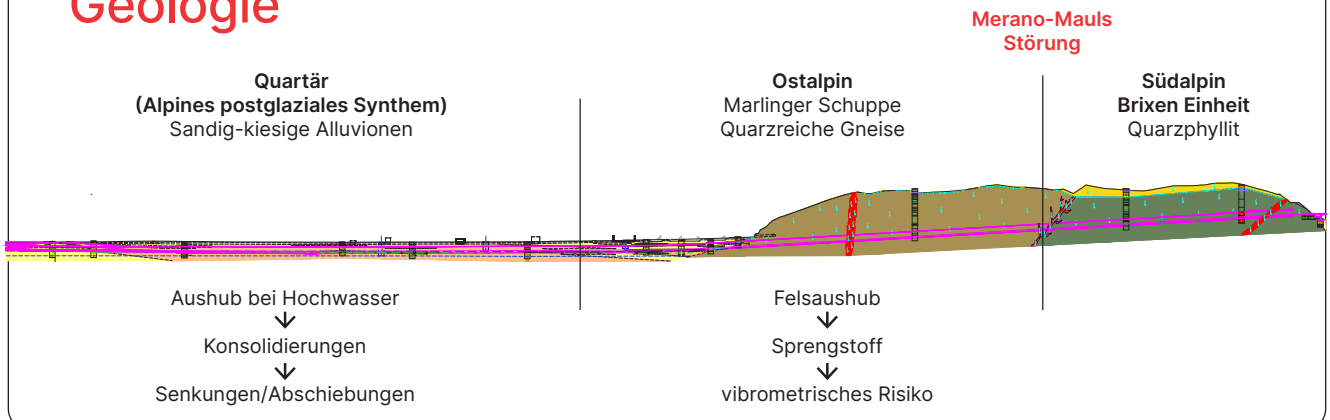 Geologie
Merano-Mauls
Störung
Quartär
(Alpines postglaziales Synthem)
Sandig-kiesige Alluvionen
Ostalpin
Marlinger Schuppe
Quarzreiche Gneise
Südalpin
Brixen Einheit
Quarzphyllit
Aushub bei Hochwasser
Konsolidierungen
Senkungen/Abschiebungen
Felsaushub
Sprengstoff
vibrometrisches Risiko